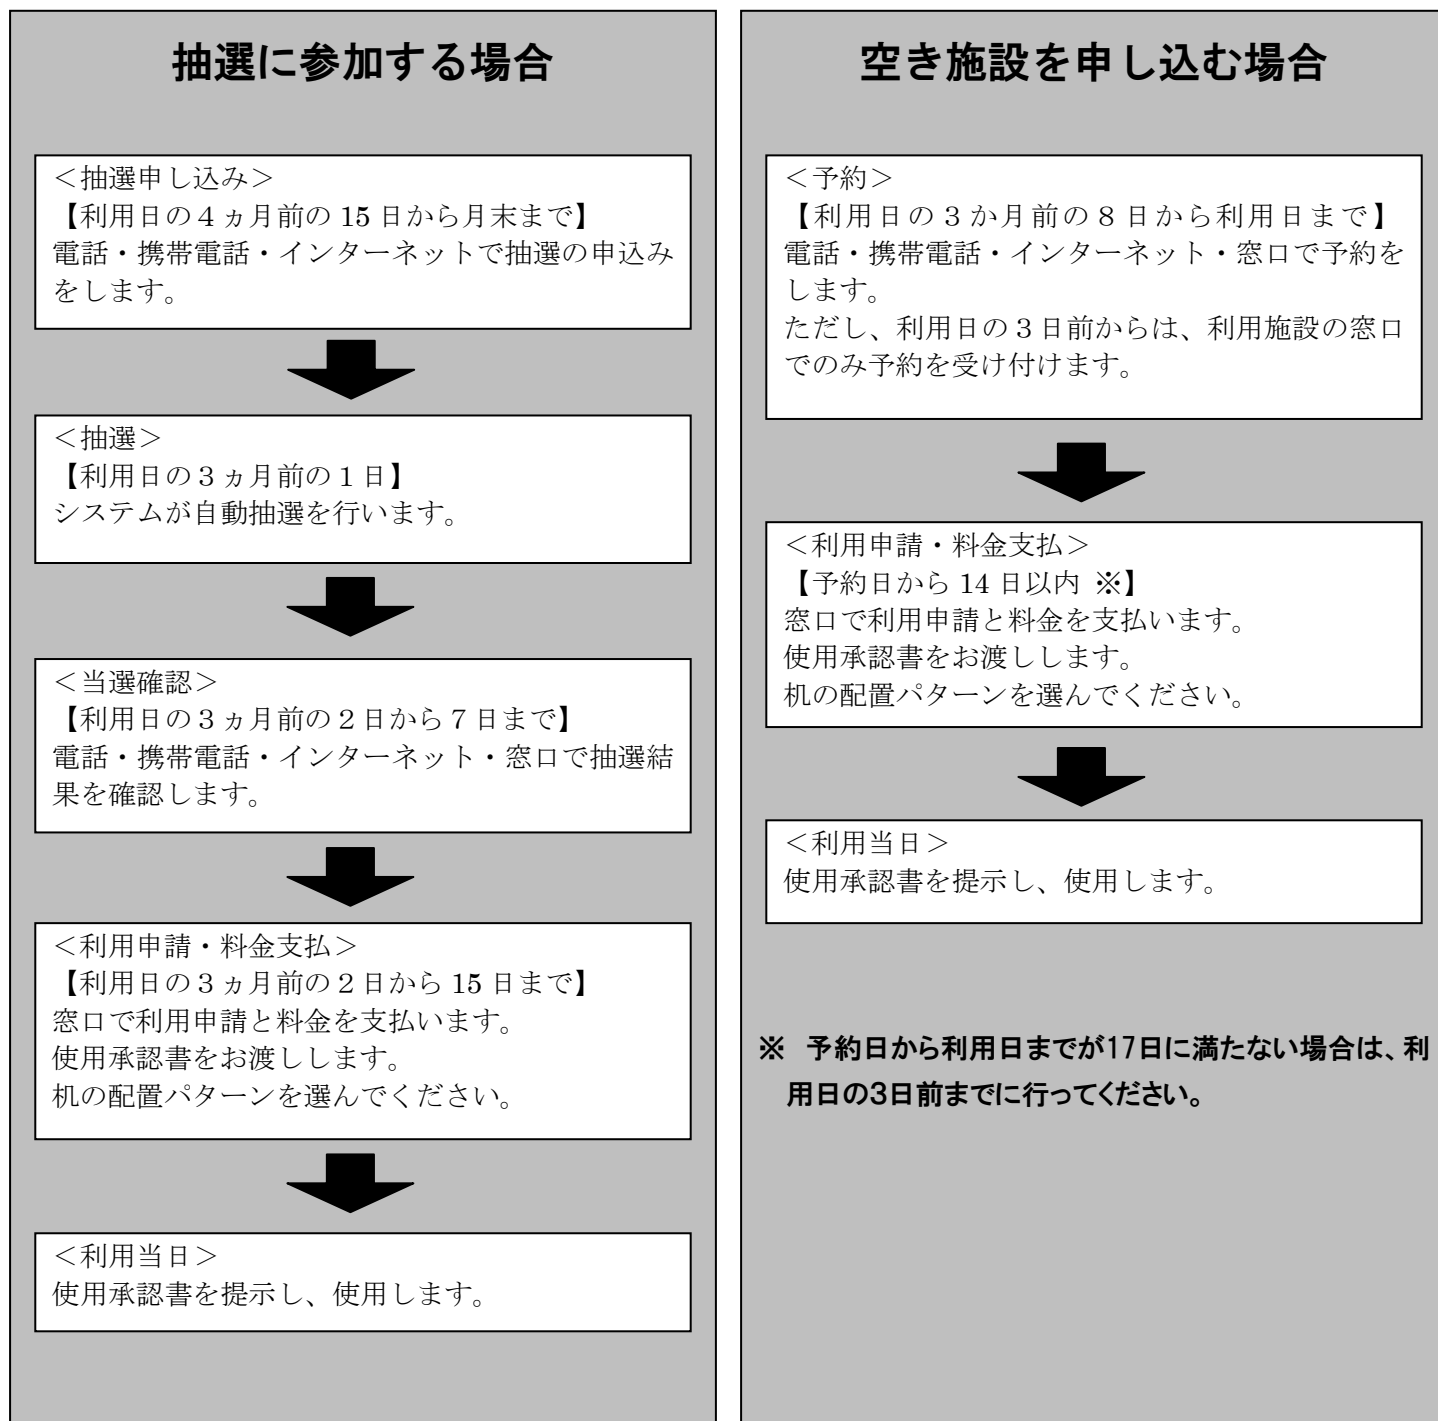 抽選に参加する場合
＜抽選申し込み＞
【利用日の４ヵ月前の 15 日から月末まで】
電話・携帯電話・インターネットで抽選の申込み
をします。
＜抽選＞
【利用日の３ヵ月前の１日】
システムが自動抽選を行います。
＜当選確認＞
【利用日の３ヵ月前の２日から７日まで】
電話・携帯電話・インターネット・窓口で抽選結
果を確認します。
＜利用申請・料金支払＞
【利用日の３ヵ月前の２日から 15 日まで】
窓口で利用申請と料金を支払います。
使用承認書をお渡しします。
机の配置パターンを選んでください。
＜利用当日＞
使用承認書を提示し、使用します。
空き施設を申し込む場合
＜予約＞
【利用日の３か月前の８日から利用日まで】
電話・携帯電話・インターネット・窓口で予約を
します。
ただし、利用日の３日前からは、利用施設の窓口
でのみ予約を受け付けます。
＜利用申請・料金支払＞
【予約日から 14 日以内 ※】
窓口で利用申請と料金を支払います。
使用承認書をお渡しします。
机の配置パターンを選んでください。
＜利用当日＞
使用承認書を提示し、使用します。
※　予約日から利用日までが17日に満たない場合は、利
用日の3日前までに行ってください。